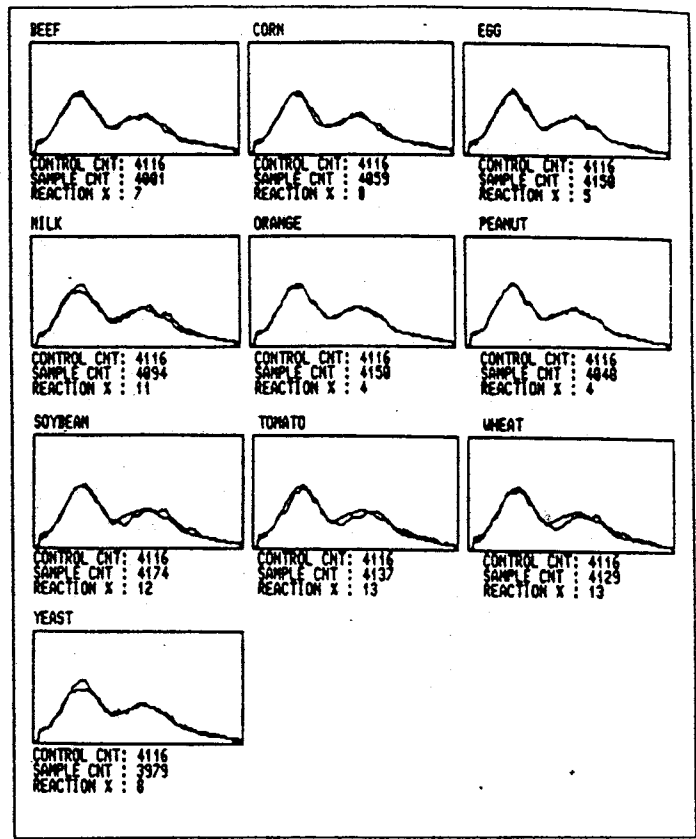 BEEF CORN EGG
CONTROL CNT: 4116 CONTROL CNT: 4116 CONTROL CNT: 4116
SAMPLE CNT : 4001 SAMPLE CNT : 4059 SAMPLE CNT : 4150
REACTION % : 7 REACTION % : 8 REACTION % : 5
MILK ORANGE PEANUT
CONTROL CNT: 4116 CONTROL CNT: 4116 CONTROL CNT: 4116
SAMPLE CNT : 4094 SAMPLE CNT : 4150 SAMPLE CNT : 4048
REACTION % : 11 REACTION % : 4 REACTION % : 4
SOYBEAN TOMATO WHEAT
CONTROL CNT: 4116 CONTROL CNT: 4116 CONTROL CNT: 4116
SAMPLE CNT : 4174 SAMPLE CNT : 4137 SAMPLE CNT : 4129
REACTION % : 12 REACTION % : 13 REACTION % : 13
YEAST
CONTROL CNT: 4116
SAMPLE CNT : 3979
REACTION % : 8